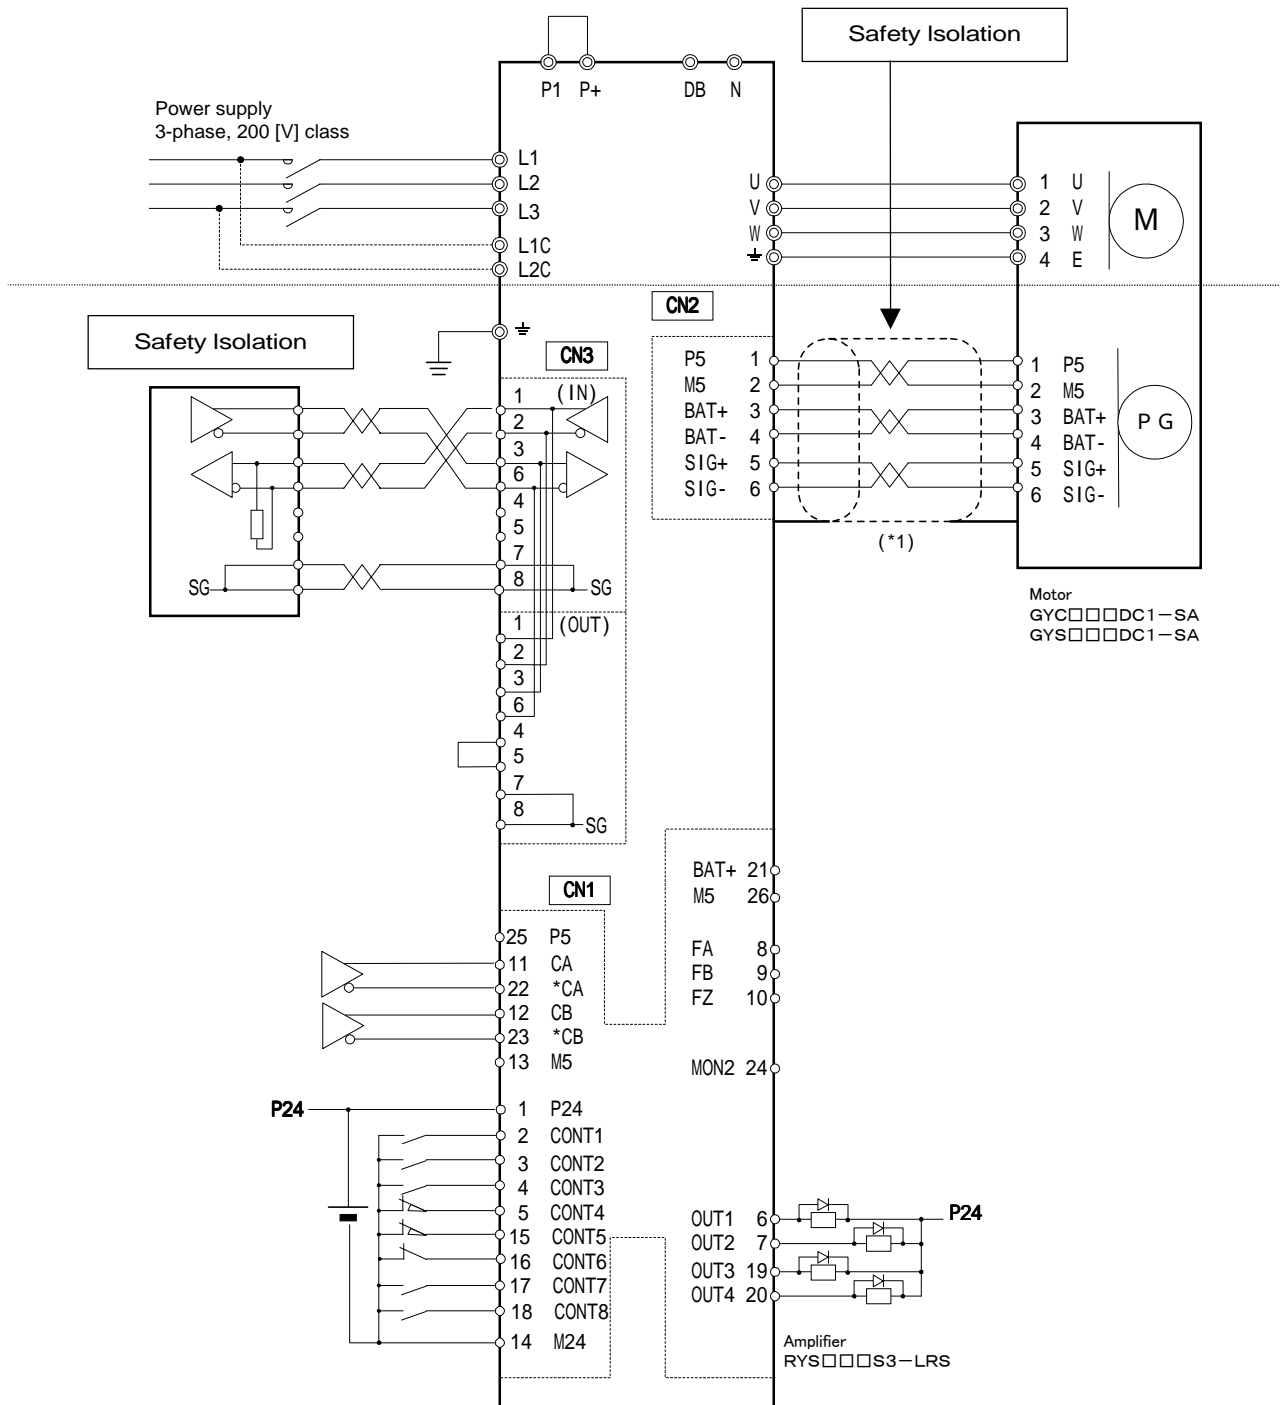 Safety Isolation
P1 P+ DB N
Power supply
3-phase, 200 [V] class
L1
L2
L3
L1C
L2C
U
V
W
1 U
2 V
3 W
4 E
M
Safety Isolation
CN3
(IN)
1
2
3
6
4
5
7
8
SG
SG
(OUT)
1
2
3
6
4
5
7
8
SG
CN2
P5 1
M5 2
BAT+ 3
BAT- 4
SIG+ 5
SIG- 6
(*1)
1 P5
2 M5
3 BAT+
4 BAT-
5 SIG+
6 SIG-
PG
Motor
GYC□□□DC1-SA
GYS□□□DC1-SA
CN1
25 P5
11 CA
22 *CA
12 CB
23 *CB
13 M5
P24
1 P24
2 CONT1
3 CONT2
4 CONT3
5 CONT4
15 CONT5
16 CONT6
17 CONT7
18 CONT8
14 M24
BAT+ 21
M5 26
FA 8
FB 9
FZ 10
MON2 24
OUT1 6
OUT2 7
OUT3 19
OUT4 20
P24
Amplifier
RYS□□□S3-LRS